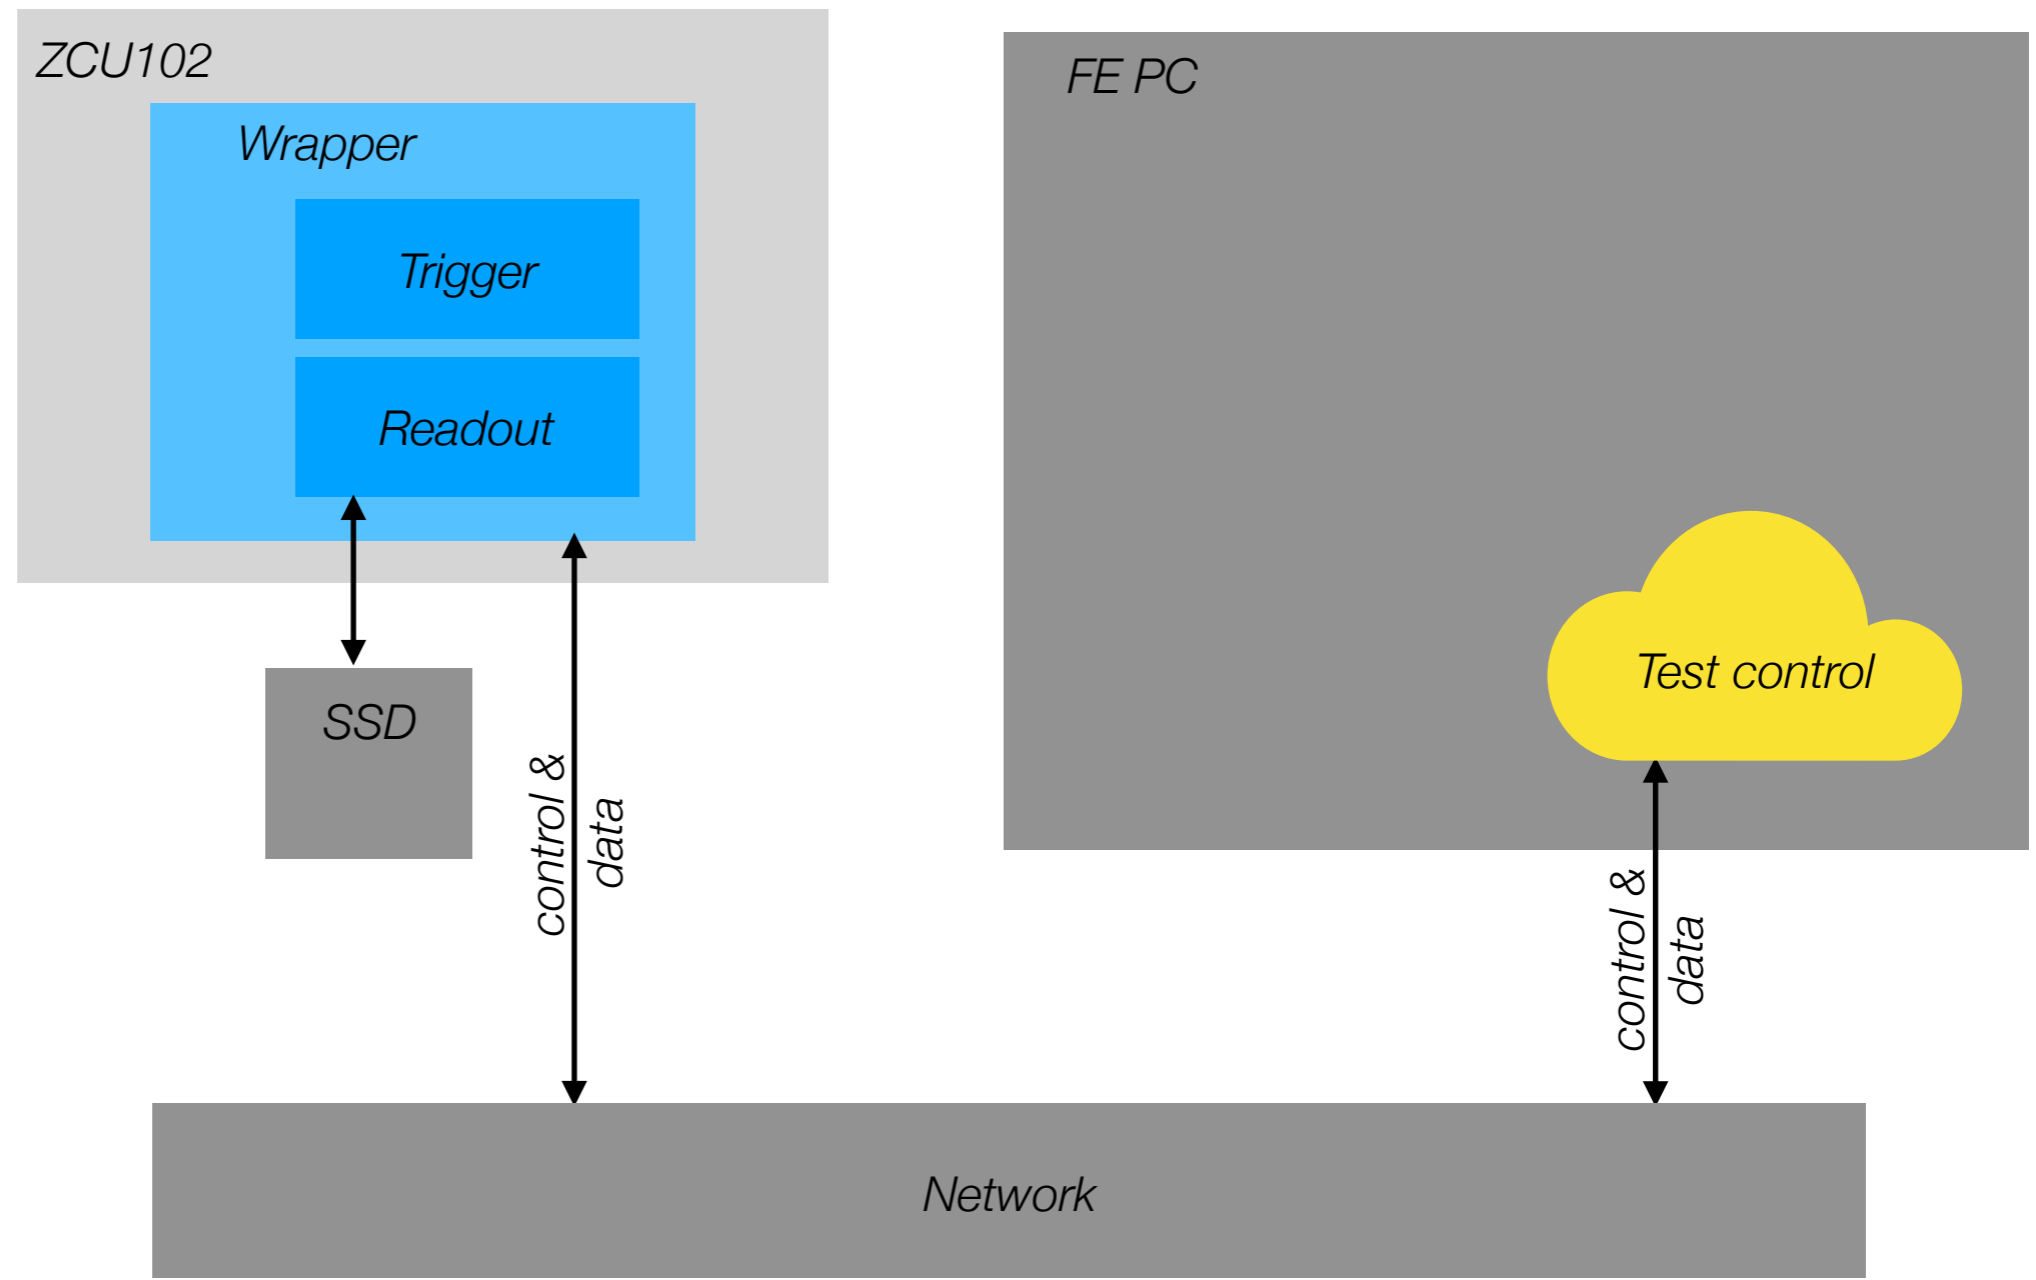 ZCU102
Wrapper
Trigger
Readout
SSD
control &
data
FE PC
Test control
control &
data
Network